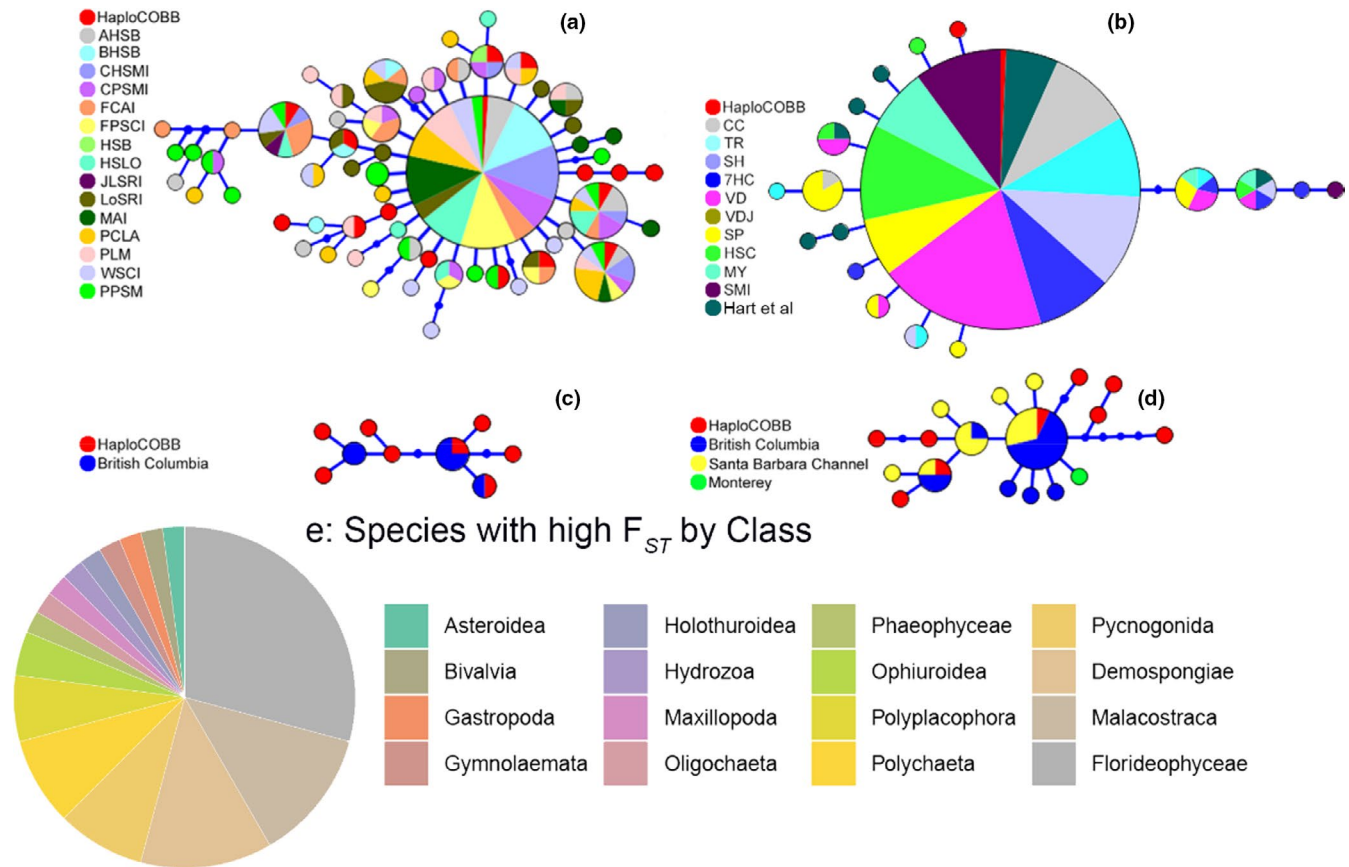 (a)
HaploCOBB
AHSB
BHSB
CHSMI
CPSMI
FCAI
FPSCI
HSB
HSLO
JLSRI
LoSRI
MAI
PCLA
PLM
WSCI
PPSM
(b)
HaploCOBB
CC
TR
SH
7HC
VD
VDJ
SP
HSC
MY
SMI
Hart et al
(c)
HaploCOBB
British Columbia
(d)
HaploCOBB
British Columbia
Santa Barbara Channel
Monterey
e: Species with high FST by Class
Asteroidea
Bivalvia
Gastropoda
Gymnolaemata
Holothuroidea
Hydrozoa
Maxillopoda
Oligochaeta
Phaeophyceae
Ophiuroidea
Polyplacophora
Polychaeta
Pycnogonida
Demospongiae
Malacostraca
Florideophyceae